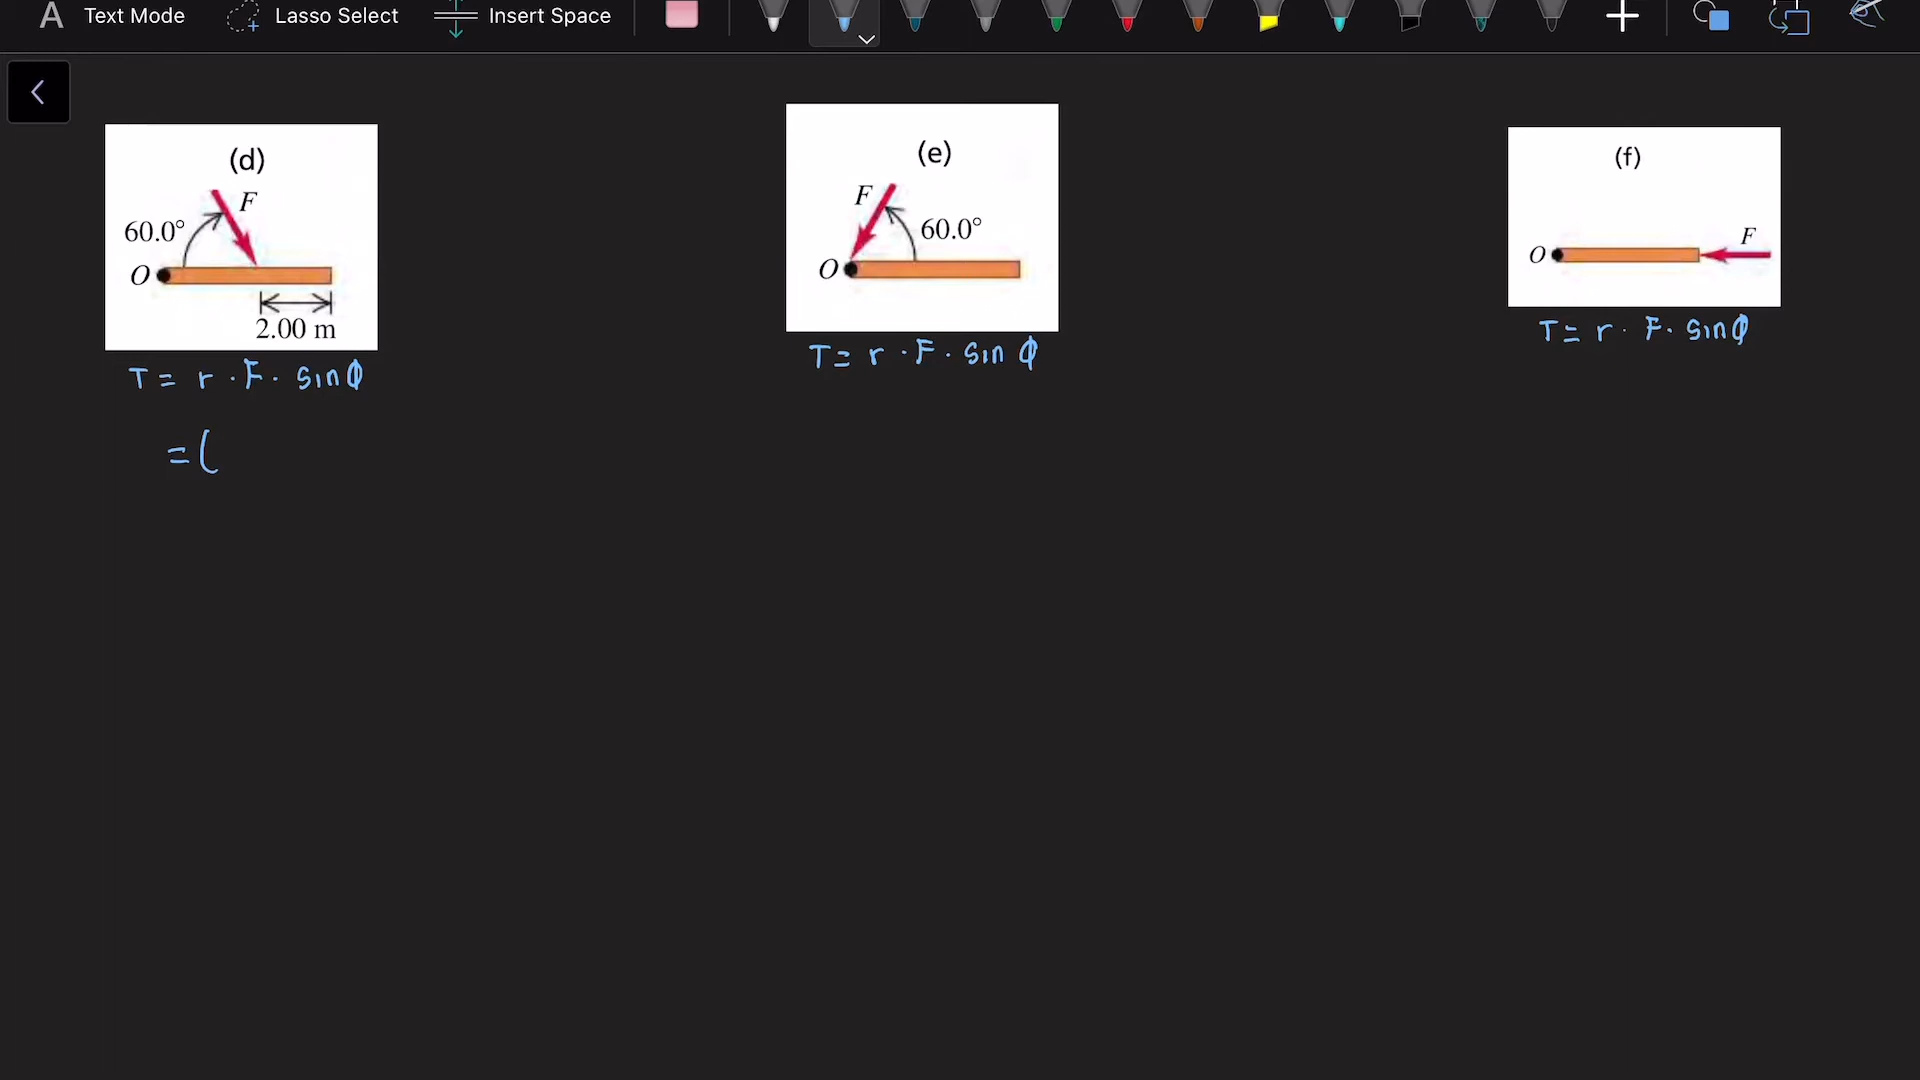 A Text Mode Lasso Select Insert Space
(d)
F
60.0°
O
2.00 m
T = r · F · sin ϕ
= (
(e)
F
60.0°
O
T = r · F · sin ϕ
(f)
F
O
T = r · F · sin ϕ